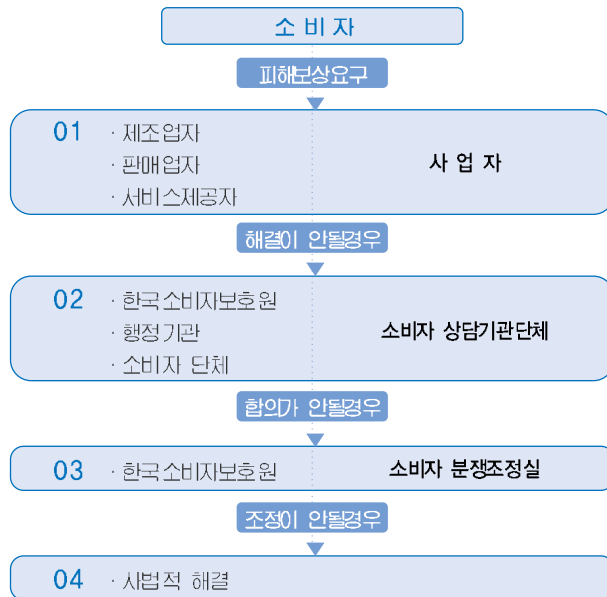 소비자
피해보상요구
01
· 제조업자
· 판매업자
· 서비스제공자
사 업 자
해결이 안될경우
02
· 한국소비자보호원
· 행정기관
· 소비자 단체
소비자 상담기관단체
합의가 안될경우
03
· 한국소비자보호원
소비자 분쟁조정실
조정이 안될경우
04
· 사법적 해결